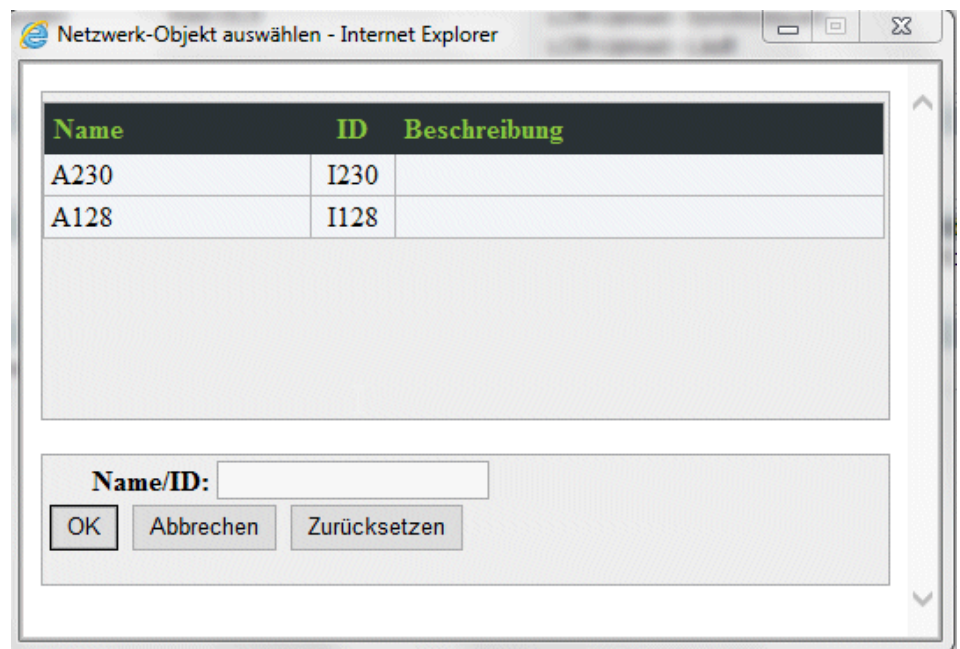 Netzwerk-Objekt auswählen - Internet Explorer
Name ID Beschreibung
A230 I230
A128 I128
Name/ID:
OK Abbrechen Zurücksetzen